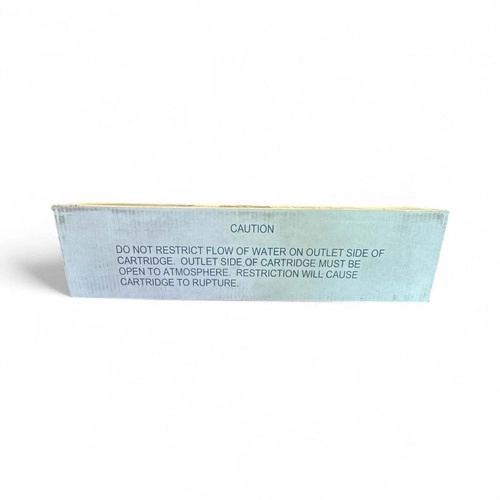 CAUTION
DO NOT RESTRICT FLOW OF WATER ON OUTLET SIDE OF
CARTRIDGE. OUTLET SIDE OF CARTRIDGE MUST BE
OPEN TO ATMOSPHERE. RESTRICTION WILL CAUSE
CARTRIDGE TO RUPTURE.